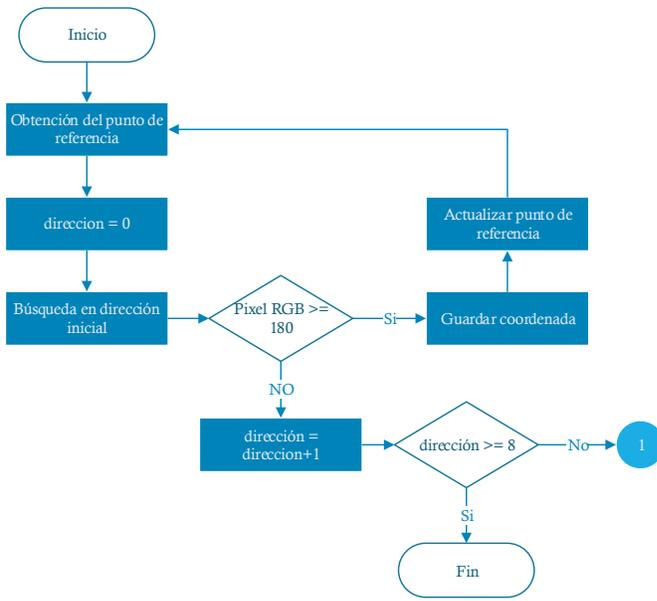 Inicio
Obtención del punto de
referencia
direccion = 0
Búsqueda en dirección
inicial
Pixel RGB >=
180
Si
Guardar coordenada
Actualizar punto de
referencia
NO
dirección =
direccion+1
dirección >= 8
No
1
Si
Fin